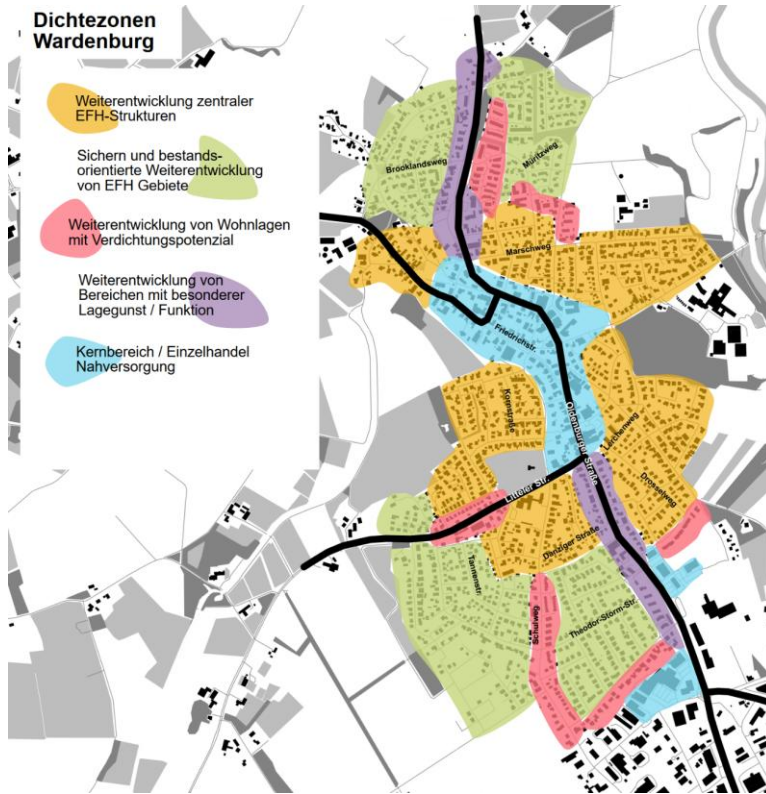 Dichtezonen
Wardenburg
Weiterentwicklung zentraler
EFH-Strukturen
Sichern und bestands-
orientierte Weiterentwicklung
von EFH Gebiete
Weiterentwicklung von Wohnlagen
mit Verdichtungspotenzial
Weiterentwicklung von
Bereichen mit besonderer
Lagegunst / Funktion
Kernbereich / Einzelhandel
Nahversorgung
Brooklandsweg
Müritzweg
Marschweg
Friedrichstr.
Kornstraße
Oldenburger Straße
Lerchenweg
Drosselweg
Litteler Str.
Danziger Straße
Tannenstr.
Schulweg
Theodor-Storm-Str.